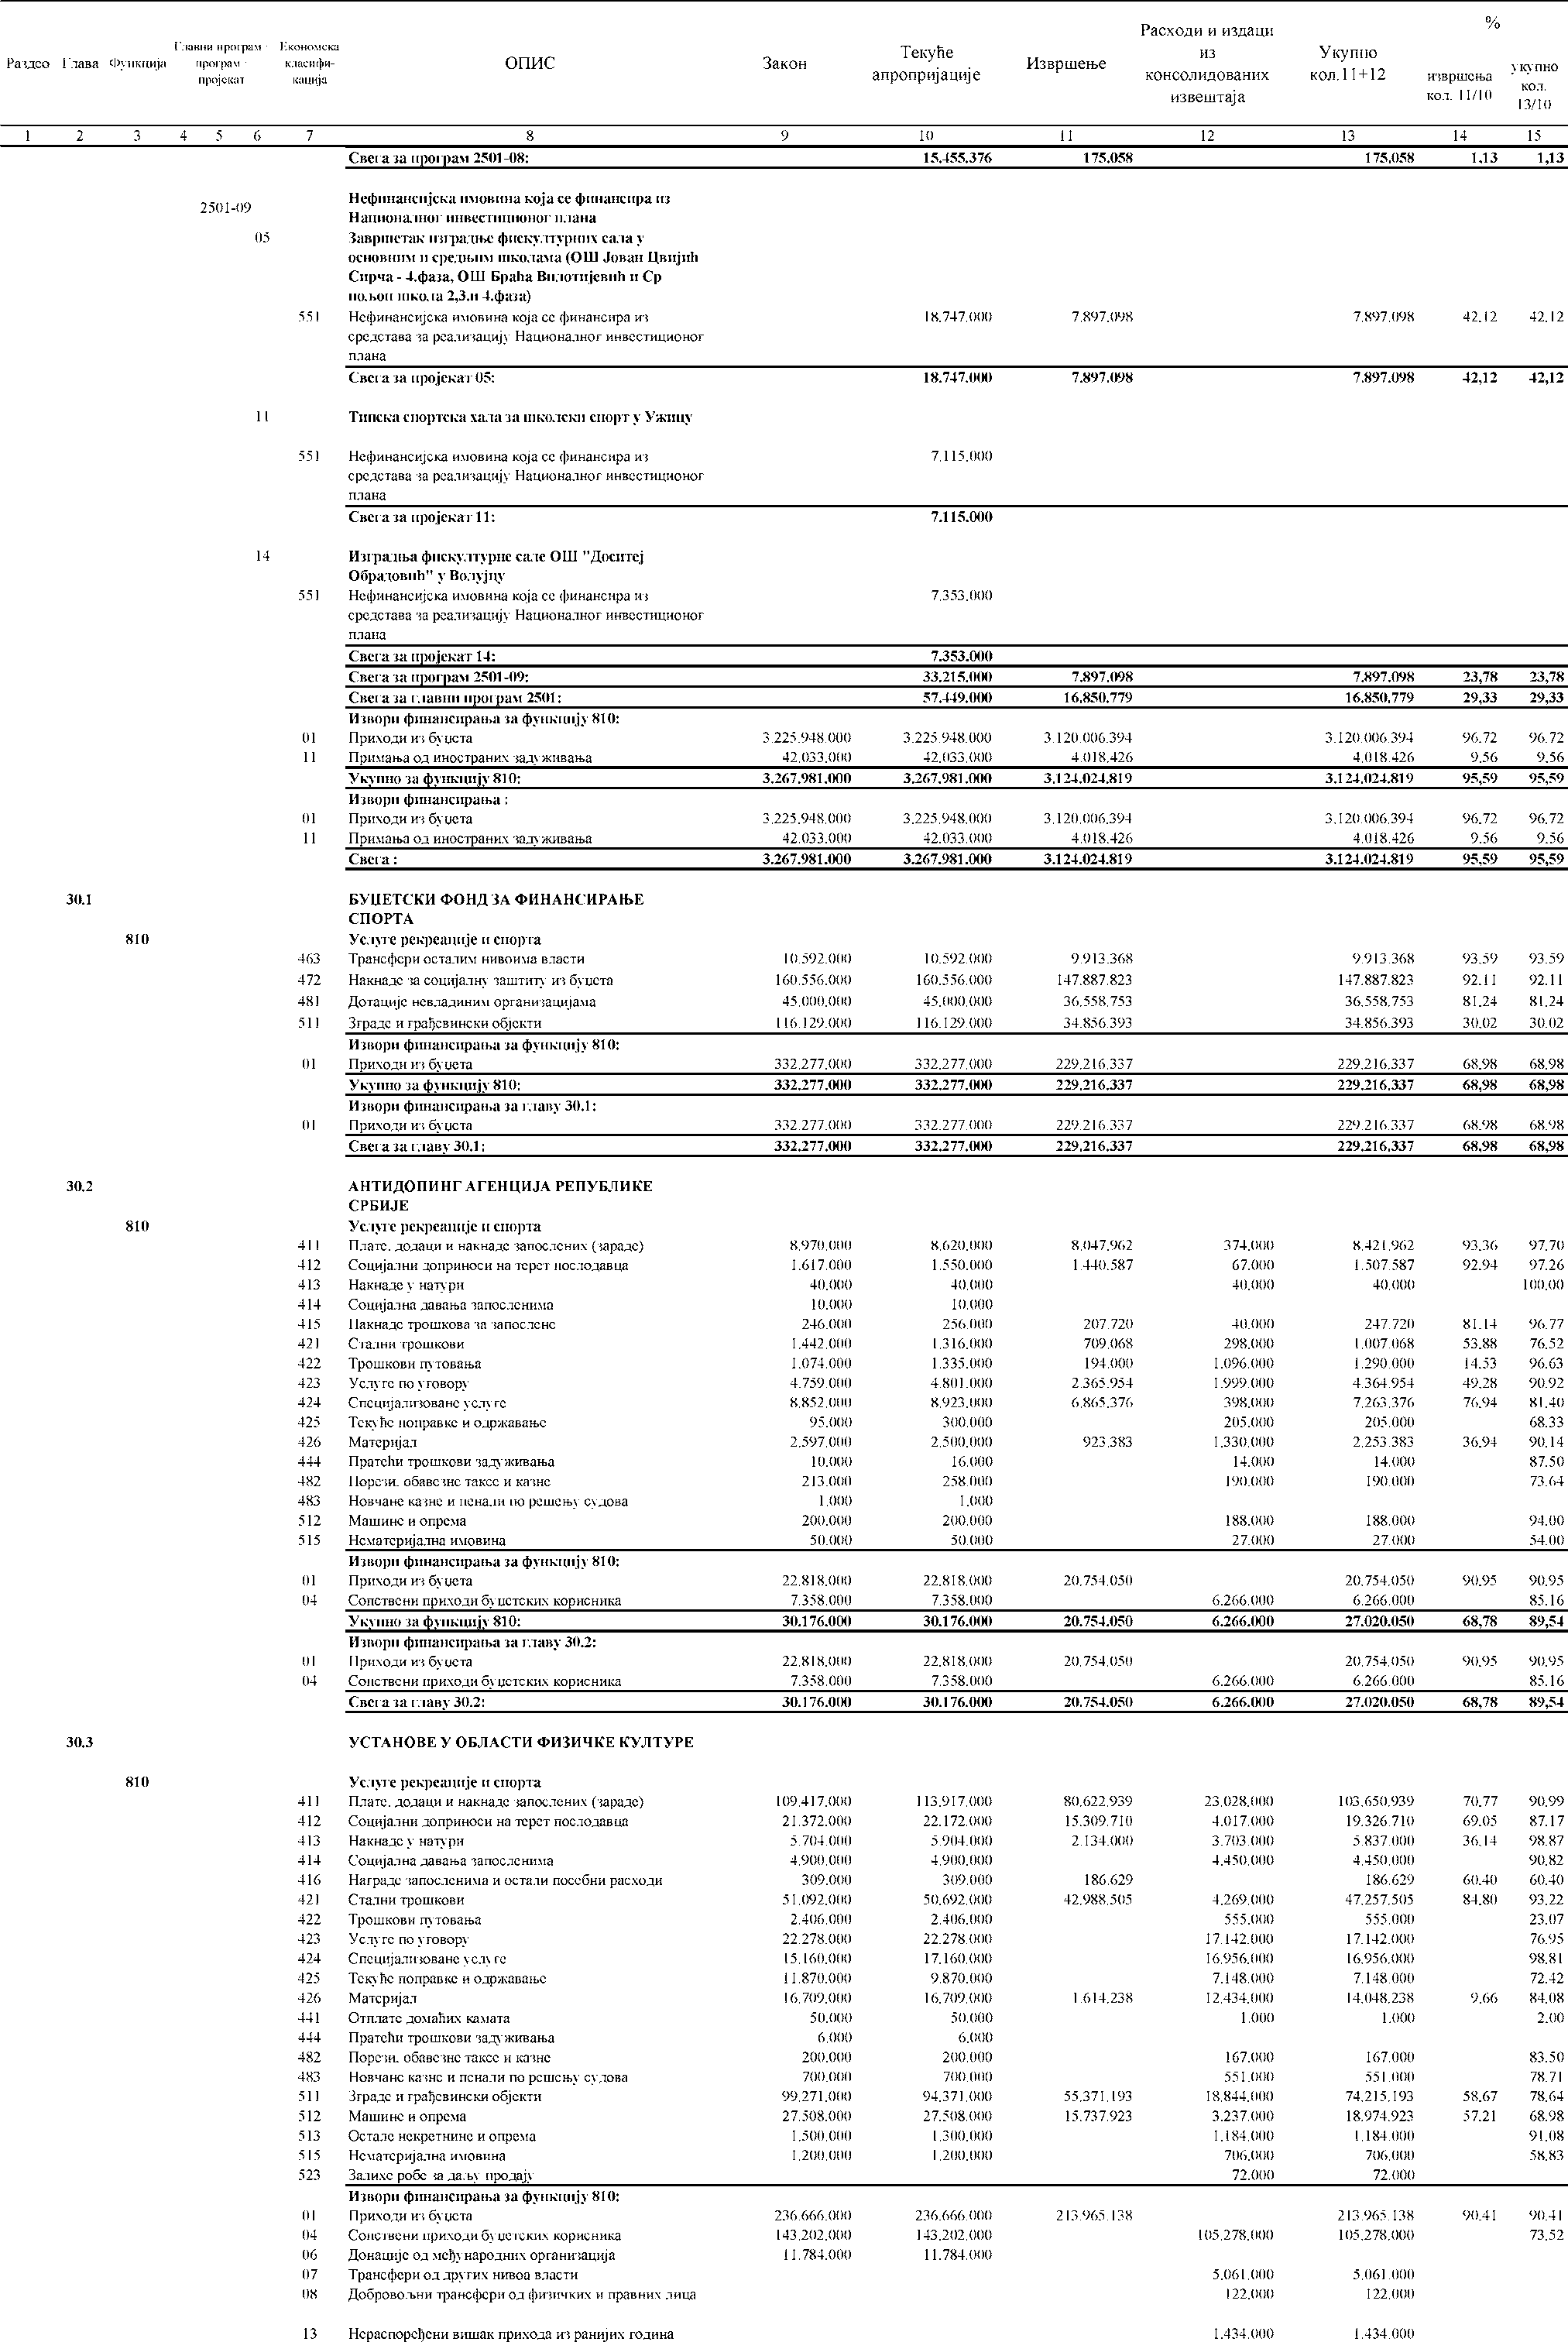 Раздео Глава Функција Главни програм - програм - пројекат Економска класифи-кација ОПИС Закон Текуће апропријације Извршење Расходи и издаци из консолидованих извештаја Укупно кол.11+12 % извршења кол. 11/10 укупно кол. 13/10
1 2 3 4 5 6 7 8 9 10 11 12 13 14 15
Свега за програм 2501-08: 15.455.376 175.058 175.058 1,13 1,13
2501-09 Нефинансијска имовина која се финансира из
Националног инвестиционог плана
05 Завршетак изградње фискултурних сала у
основним и средњим школама (ОШ Јован Цвијић
Сирча - 4.фаза, ОШ Браћа Вилотијевић и Ср
пољоп школа 2,3.и 4.фаза)
551 Нефинансијска имовина која се финансира из 18.747.000 7.897.098 7.897.098 42,12 42,12
средстава за реализацију Националног инвестиционог
плана
Свега за пројекат 05: 18.747.000 7.897.098 7.897.098 42,12 42,12
11 Типска спортска хала за школски спорт у Ужицу
551 Нефинансијска имовина која се финансира из 7.115.000
средстава за реализацију Националног инвестиционог
плана
Свега за пројекат 11: 7.115.000
14 Изградња фискултурне сале ОШ "Доситеј
Обрадовић" у Волујцу
551 Нефинансијска имовина која се финансира из 7.353.000
средстава за реализацију Националног инвестиционог
плана
Свега за пројекат 14: 7.353.000
Свега за програм 2501-09: 33.215.000 7.897.098 7.897.098 23,78 23,78
Свега за главни програм 2501: 57.449.000 16.850.779 16.850.779 29,33 29,33
Извори финансирања за функцију 810:
01 Приходи из буџета 3.225.948.000 3.225.948.000 3.120.006.394 3.120.006.394 96,72 96,72
11 Примања од иностраних задуживања 42.033.000 42.033.000 4.018.426 4.018.426 9,56 9,56
Укупно за функцију 810: 3.267.981.000 3.267.981.000 3.124.024.819 3.124.024.819 95,59 95,59
Извори финансирања :
01 Приходи из буџета 3.225.948.000 3.225.948.000 3.120.006.394 3.120.006.394 96,72 96,72
11 Примања од иностраних задуживања 42.033.000 42.033.000 4.018.426 4.018.426 9,56 9,56
Свега : 3.267.981.000 3.267.981.000 3.124.024.819 3.124.024.819 95,59 95,59
30.1 БУЏЕТСКИ ФОНД ЗА ФИНАНСИРАЊЕ
СПОРТА
810 Услуге рекреације и спорта
463 Трансфери осталим нивоима власти 10.592.000 10.592.000 9.913.368 9.913.368 93,59 93,59
472 Накнаде за социјалну заштиту из буџета 160.556.000 160.556.000 147.887.823 147.887.823 92,11 92,11
481 Дотације невладиним организацијама 45.000.000 45.000.000 36.558.753 36.558.753 81,24 81,24
511 Зграде и грађевински објекти 116.129.000 116.129.000 34.856.393 34.856.393 30,02 30,02
Извори финансирања за функцију 810:
01 Приходи из буџета 332.277.000 332.277.000 229.216.337 229.216.337 68,98 68,98
Укупно за функцију 810: 332.277.000 332.277.000 229.216.337 229.216.337 68,98 68,98
Извори финансирања за главу 30.1:
01 Приходи из буџета 332.277.000 332.277.000 229.216.337 229.216.337 68,98 68,98
Свега за главу 30.1: 332.277.000 332.277.000 229.216.337 229.216.337 68,98 68,98
30.2 АНТИДОПИНГ АГЕНЦИЈА РЕПУБЛИКЕ
СРБИЈЕ
810 Услуге рекреације и спорта
411 Плате, додаци и накнаде запослених (зараде) 8.970.000 8.620.000 8.047.962 374.000 8.421.962 93,36 97,70
412 Социјални доприноси на терет послодавца 1.617.000 1.550.000 1.440.587 67.000 1.507.587 92,94 97,26
413 Накнаде у натури 40.000 40.000 40.000 40.000 100,00
414 Социјална давања запосленима 10.000 10.000
415 Накнаде трошкова за запослене 246.000 256.000 207.720 40.000 247.720 81,14 96,77
421 Стални трошкови 1.442.000 1.316.000 709.068 298.000 1.007.068 53,88 76,52
422 Трошкови путовања 1.074.000 1.335.000 194.000 1.096.000 1.290.000 14,53 96,63
423 Услуге по уговору 4.759.000 4.801.000 2.365.954 1.999.000 4.364.954 49,28 90,92
424 Специјализоване услуге 8.852.000 8.923.000 6.865.376 398.000 7.263.376 76,94 81,40
425 Текуће поправке и одржавање 95.000 300.000 205.000 205.000 68,33
426 Материјал 2.597.000 2.500.000 923.383 1.330.000 2.253.383 36,94 90,14
444 Пратећи трошкови задуживања 10.000 16.000 14.000 14.000 87,50
482 Порези, обавезне таксе и казне 213.000 258.000 190.000 190.000 73,64
483 Новчане казне и пенали по решењу судова 1.000 1.000
512 Машине и опрема 200.000 200.000 188.000 188.000 94,00
515 Нематеријална имовина 50.000 50.000 27.000 27.000 54,00
Извори финансирања за функцију 810:
01 Приходи из буџета 22.818.000 22.818.000 20.754.050 20.754.050 90,95 90,95
04 Сопствени приходи буџетских корисника 7.358.000 7.358.000 6.266.000 6.266.000 85,16
Укупно за функцију 810: 30.176.000 30.176.000 20.754.050 6.266.000 27.020.050 68,78 89,54
Извори финансирања за главу 30.2:
01 Приходи из буџета 22.818.000 22.818.000 20.754.050 20.754.050 90,95 90,95
04 Сопствени приходи буџетских корисника 7.358.000 7.358.000 6.266.000 6.266.000 85,16
Свега за главу 30.2: 30.176.000 30.176.000 20.754.050 6.266.000 27.020.050 68,78 89,54
30.3 УСТАНОВЕ У ОБЛАСТИ ФИЗИЧКЕ КУЛТУРЕ
810 Услуге рекреације и спорта
411 Плате, додаци и накнаде запослених (зараде) 109.417.000 113.917.000 80.622.939 23.028.000 103.650.939 70,77 90,99
412 Социјални доприноси на терет послодавца 21.372.000 22.172.000 15.309.710 4.017.000 19.326.710 69,05 87,17
413 Накнаде у натури 5.704.000 5.904.000 2.134.000 3.703.000 5.837.000 36,14 98,87
414 Социјална давања запосленима 4.900.000 4.900.000 4.450.000 4.450.000 90,82
416 Награде запосленима и остали посебни расходи 309.000 309.000 186.629 186.629 60,40 60,40
421 Стални трошкови 51.092.000 50.692.000 42.988.505 4.269.000 47.257.505 84,80 93,22
422 Трошкови путовања 2.406.000 2.406.000 555.000 555.000 23,07
423 Услуге по уговору 22.278.000 22.278.000 17.142.000 17.142.000 76,95
424 Специјализоване услуге 15.160.000 17.160.000 16.956.000 16.956.000 98,81
425 Текуће поправке и одржавање 11.870.000 9.870.000 7.148.000 7.148.000 72,42
426 Материјал 16.709.000 16.709.000 1.614.238 12.434.000 14.048.238 9,66 84,08
441 Отплате домаћих камата 50.000 50.000 1.000 1.000 2,00
444 Пратећи трошкови задуживања 6.000 6.000
482 Порези, обавезне таксе и казне 200.000 200.000 167.000 167.000 83,50
483 Новчане казне и пенали по решењу судова 700.000 700.000 551.000 551.000 78,71
511 Зграде и грађевински објекти 99.271.000 94.371.000 55.371.193 18.844.000 74.215.193 58,67 78,64
512 Машине и опрема 27.508.000 27.508.000 15.737.923 3.237.000 18.974.923 57,21 68,98
513 Остале некретнине и опрема 1.500.000 1.300.000 1.184.000 1.184.000 91,08
515 Нематеријална имовина 1.200.000 1.200.000 706.000 706.000 58,83
523 Залихе робе за даљу продају 72.000 72.000
Извори финансирања за функцију 810:
01 Приходи из буџета 236.666.000 236.666.000 213.965.138 213.965.138 90,41 90,41
04 Сопствени приходи буџетских корисника 143.202.000 143.202.000 105.278.000 105.278.000 73,52
06 Донације од међународних организација 11.784.000 11.784.000
07 Трансфери од других нивоа власти 5.061.000 5.061.000
08 Добровољни трансфери од физичких и правних лица 122.000 122.000
13 Нераспоређени вишак прихода из ранијих година 1.434.000 1.434.000